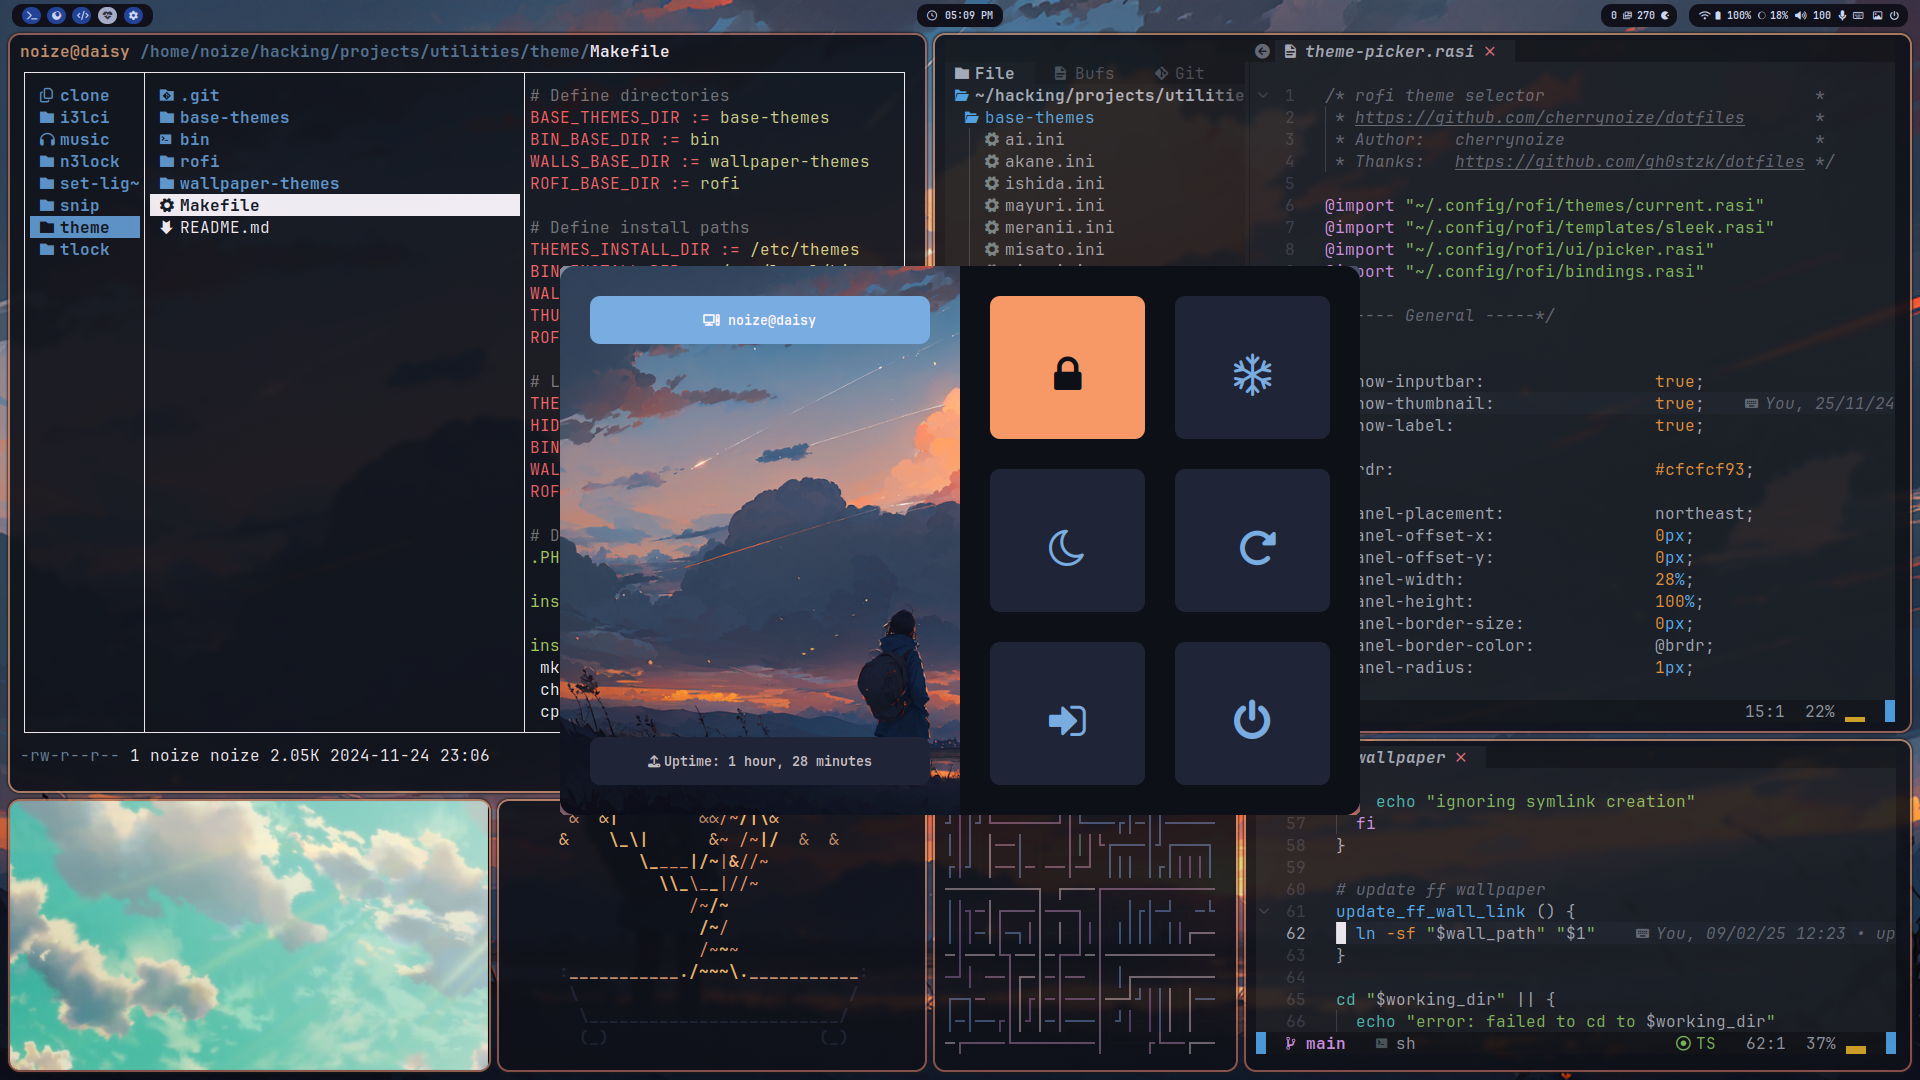 05:09 PM
0 270
100% 18% 100
noize@daisy /home/noize/hacking/projects/utilities/theme/Makefile
clone
i3lci
music
n3lock
set-lig~
snip
theme
tlock
.git
base-themes
bin
rofi
wallpaper-themes
Makefile
README.md
# Define directories
BASE_THEMES_DIR := base-themes
BIN_BASE_DIR := bin
WALLS_BASE_DIR := wallpaper-themes
ROFI_BASE_DIR := rofi
# Define install paths
THEMES_INSTALL_DIR := /etc/themes
BIN
WAL
THU
ROF
# L
THE
HID
BIN
WAL
ROF
# D
.PH
ins
ins
mk
ch
cp
-rw-r--r-- 1 noize noize 2.05K 2024-11-24 23:06
theme-picker.rasi
File Bufs Git
~/hacking/projects/utilitie
base-themes
ai.ini
akane.ini
ishida.ini
mayuri.ini
meranii.ini
misato.ini
1 /* rofi theme selector *
2 * https://github.com/cherrynoize/dotfiles *
3 * Author: cherrynoize *
4 * Thanks: https://github.com/gh0stzk/dotfiles */
5
6 @import "~/.config/rofi/themes/current.rasi"
7 @import "~/.config/rofi/templates/sleek.rasi"
8 @import "~/.config/rofi/ui/picker.rasi"
import "~/.config/rofi/bindings.rasi"
---- General -----*/
how-inputbar: true;
how-thumbnail: true; You, 25/11/24
how-label: true;
rdr: #cfcfcf93;
anel-placement: northeast;
anel-offset-x: 0px;
anel-offset-y: 0px;
anel-width: 28%;
anel-height: 100%;
anel-border-size: 0px;
anel-border-color: @brdr;
anel-radius: 1px;
15:1 22%
noize@daisy
Uptime: 1 hour, 28 minutes
wallpaper
echo "ignoring symlink creation"
57 fi
58 }
59
60 # update ff wallpaper
61 update_ff_wall_link () {
62 ln -sf "$wall_path" "$1" You, 09/02/25 12:23 • up
63 }
64
65 cd "$working_dir" || {
66 echo "error: failed to cd to $working_dir"
main sh TS 62:1 37%